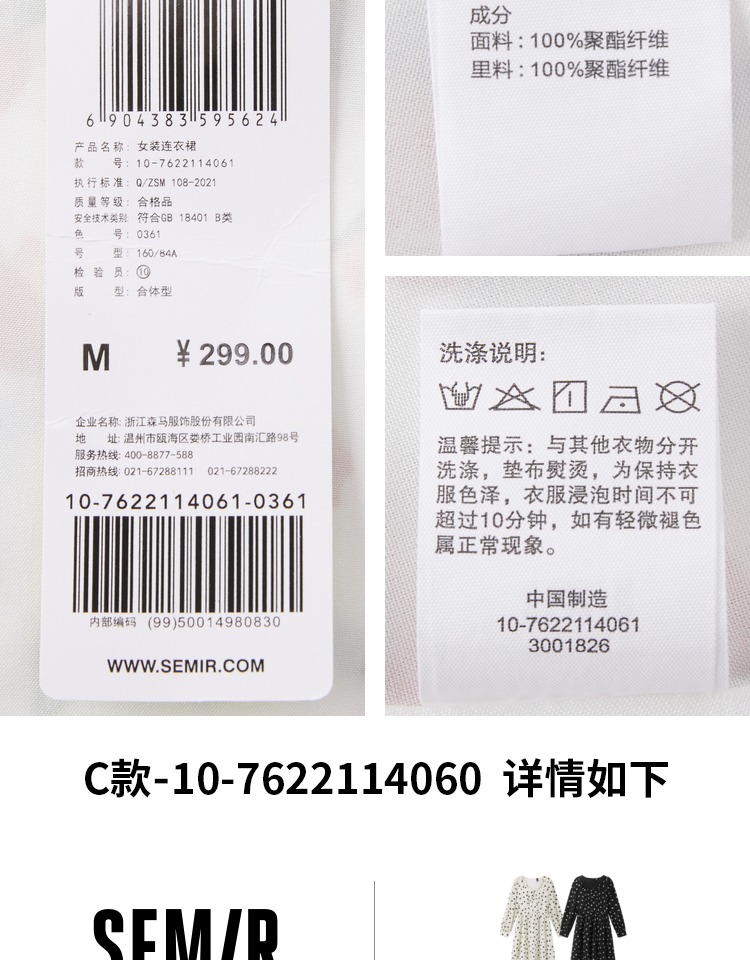 6 904383 595624
产品名称: 女装连衣裙
款 号: 10-7622114061
执行标准: Q/ZSM 108-2021
质量等级: 合格品
安全技术类别: 符合GB 18401 B类
色 号: 0361
号 型: 160/84A
检 验 员: ⑩
版 型: 合体型
M ¥ 299.00
企业名称: 浙江森马服饰股份有限公司
地 址: 温州市瓯海区娄桥工业园南汇路98号
服务热线: 400-8877-588
招商热线: 021-67288111 021-67288222
10-7622114061-0361
内部编码 (99)50014980830
WWW.SEMIR.COM
成分
面料: 100%聚酯纤维
里料: 100%聚酯纤维
洗涤说明:
温馨提示: 与其他衣物分开
洗涤, 垫布熨烫, 为保持衣
服色泽, 衣服浸泡时间不可
超过10分钟, 如有轻微褪色
属正常现象。
中国制造
10-7622114061
3001826
C款-10-7622114060 详情如下
SEMIR